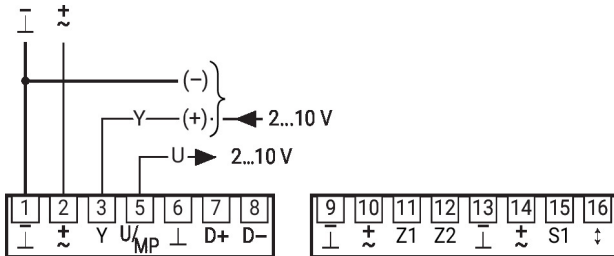 – +
⊥ ~
(–)
Y (+) 2...10 V
U 2...10 V
1 2 3 5 6 7 8 9 10 11 12 13 14 15 16
⊥ ~ Y U/MP ⊥ D+ D– ⊥ ~ Z1 Z2 ⊥ ~ S1 ↕